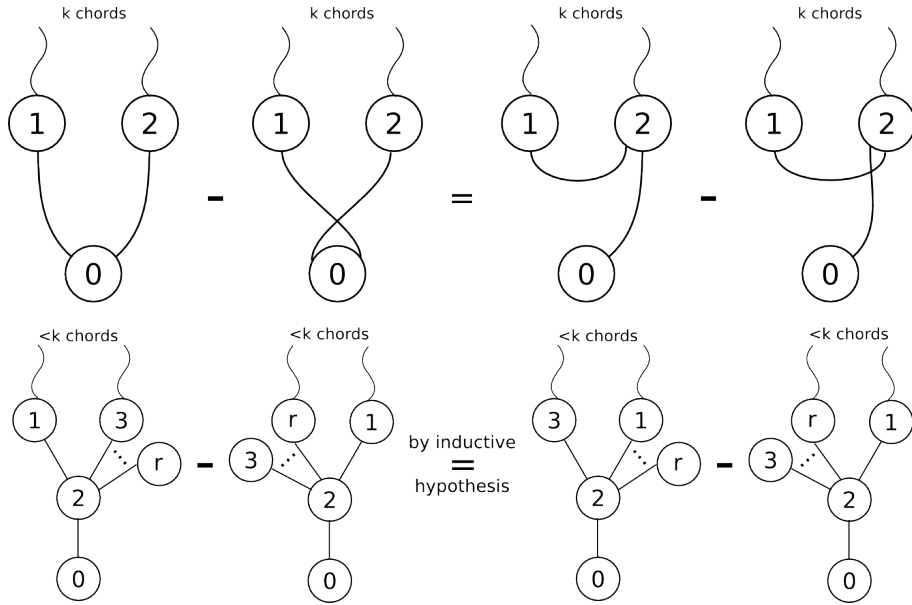 k chords k chords k chords k chords
1 2 1 2 1 2 1 2
- - = -
0 0 0 0
<k chords <k chords <k chords <k chords
1 3 r 1 3 1 r 1
by inductive
r 3 - = r - 3
hypothesis
2 2 2 2
0 0 0 0